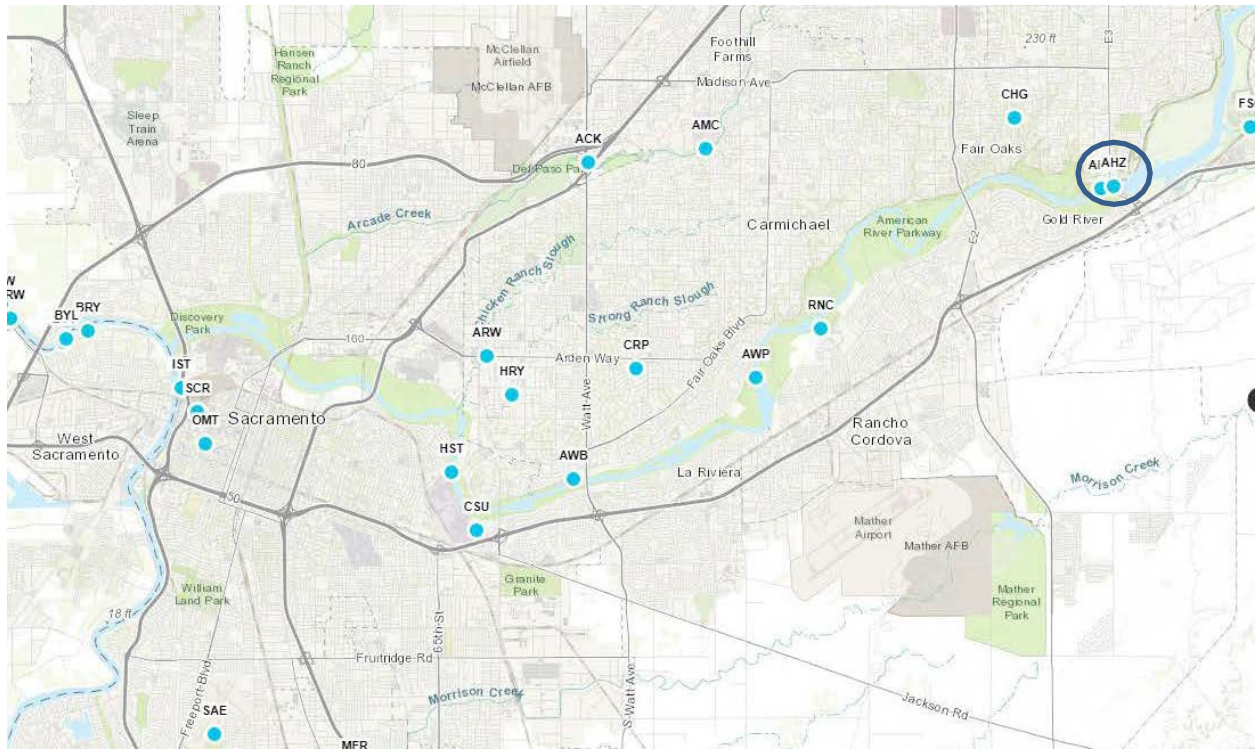 Hansen
Ranch
Regional
Park
McClellan
Airfield
McClellan AFB
Foothill
Farms
230 ft
E3
Madison Ave
CHG
Sleep
Train
Arena
ACK
AMC
Fair Oaks
80
Del Paso
AHZ
Arcade Creek
Carmichael
American
River Parkway
Gold River
E2
Chicken Ranch Slough
Strong Ranch Slough
BYL
BRY
Discovery
Park
160
RNC
ARW
Arden Way
CRP
Fair Oaks Blvd
AWP
HRY
Watt Ave
IST
SCR
OMT
Sacramento
West
Sacramento
Rancho
Cordova
HST
AWB
La Riviera
Morrison Creek
50
CSU
Mather
Airport
Mather AFB
Granite
Park
William
Land Park
Mather
Regional
Park
18 ft
65th St
Fruitridge Rd
Freeport Blvd
Morrison Creek
S Watt Ave
Jackson Rd
SAE
MFR